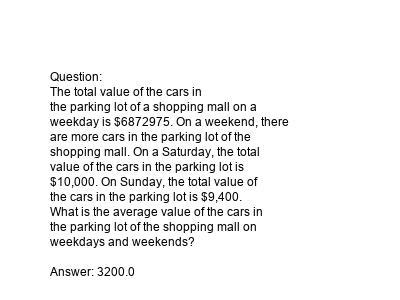 Question:
The total value of the cars in
the parking lot of a shopping mall on a
weekday is $6872975. On a weekend, there
are more cars in the parking lot of the
shopping mall. On a Saturday, the total
value of the cars in the parking lot is
$10,000. On Sunday, the total value of
the cars in the parking lot is $9,400.
What is the average value of the cars in
the parking lot of the shopping mall on
weekdays and weekends?
Answer: 3200.0